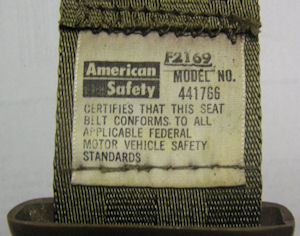 F2169
American Safety
MODEL NO.
441766
CERTIFIES THAT THIS SEAT
BELT CONFORMS TO ALL
APPLICABLE FEDERAL
MOTOR VEHICLE SAFETY
STANDARDS